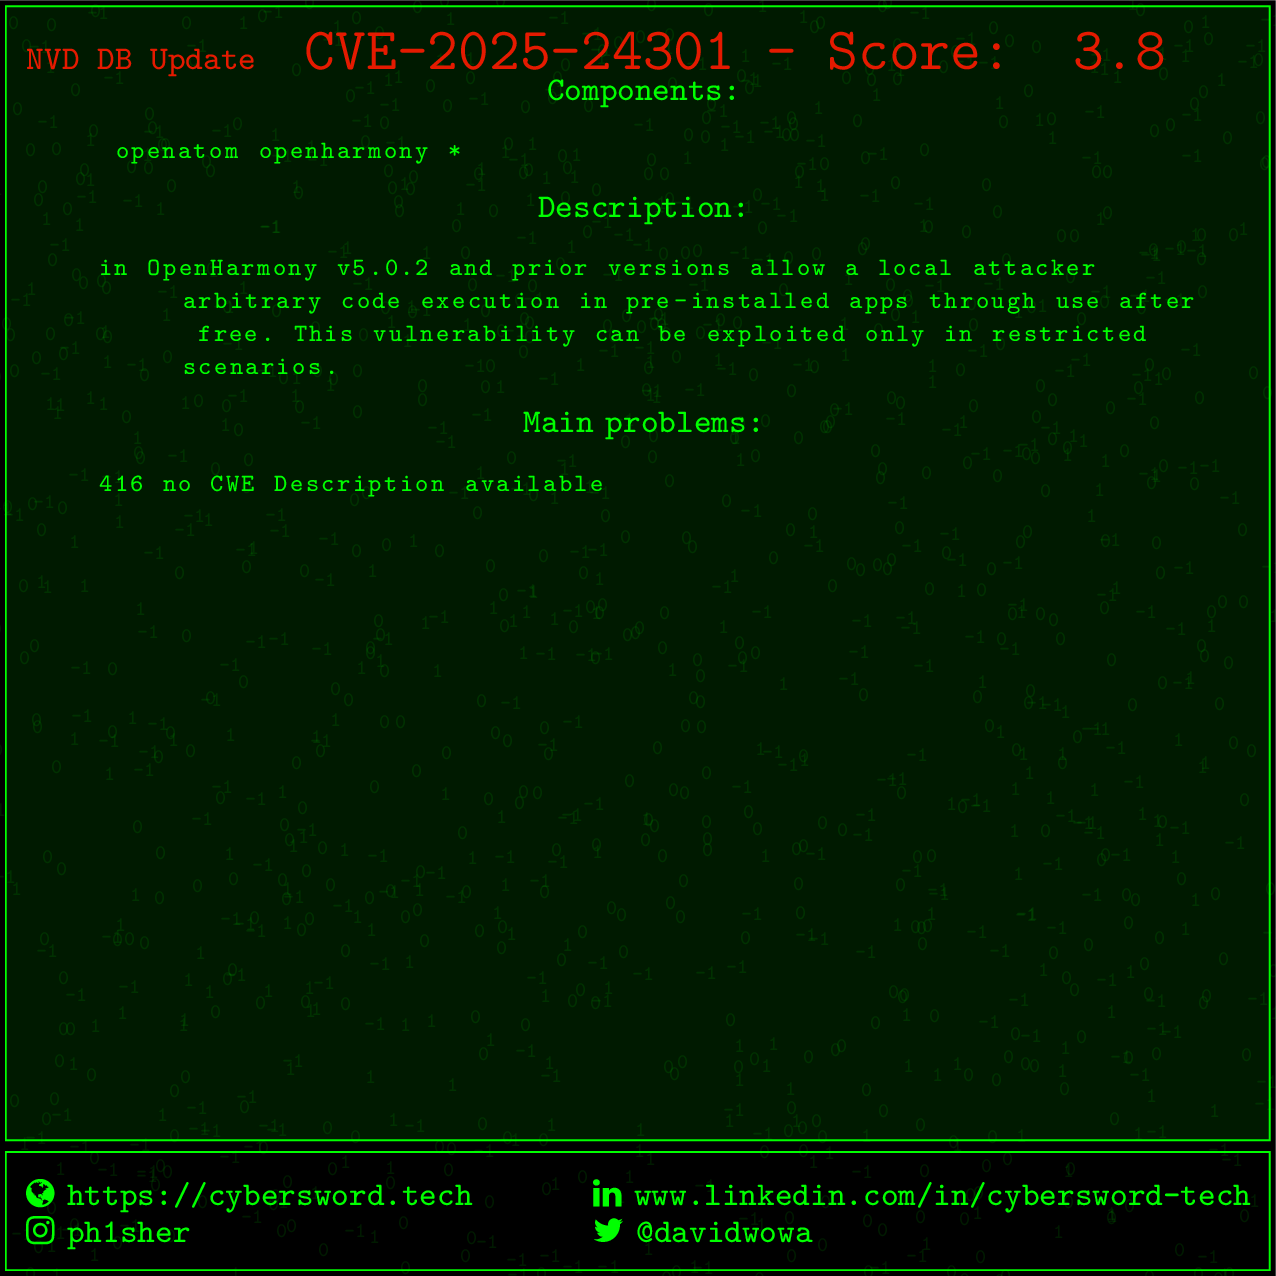 NVD DB Update CVE-2025-24301 - Score: 3.8
Components:
openatom openharmony *
Description:
in OpenHarmony v5.0.2 and prior versions allow a local attacker
arbitrary code execution in pre-installed apps through use after
free. This vulnerability can be exploited only in restricted
scenarios.
Main problems:
416 no CWE Description available
https://cybersword.tech
www.linkedin.com/in/cybersword-tech
ph1sher
@davidwowa